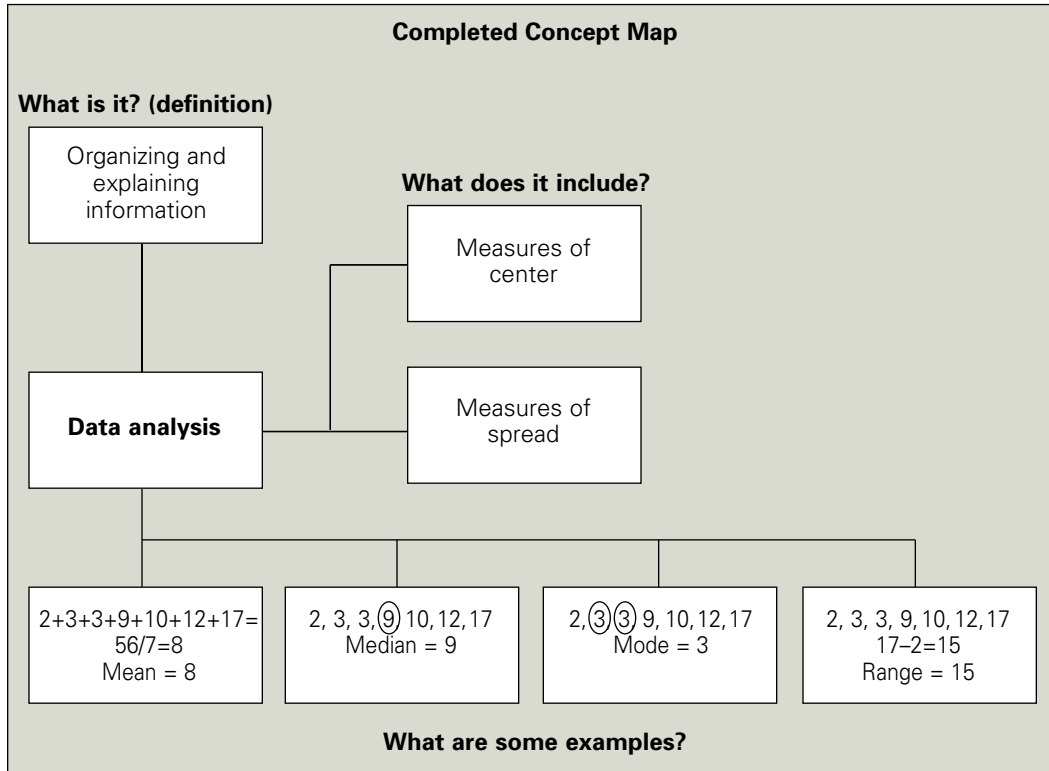 Completed Concept Map
What is it? (definition)
Organizing and
explaining
information
What does it include?
Measures of
center
Data analysis
Measures of
spread
2+3+3+9+10+12+17=
56/7=8
Mean = 8
2, 3, 3, 9, 10, 12, 17
Median = 9
2, 3, 3, 9, 10, 12, 17
Mode = 3
2, 3, 3, 9, 10, 12, 17
17–2=15
Range = 15
What are some examples?